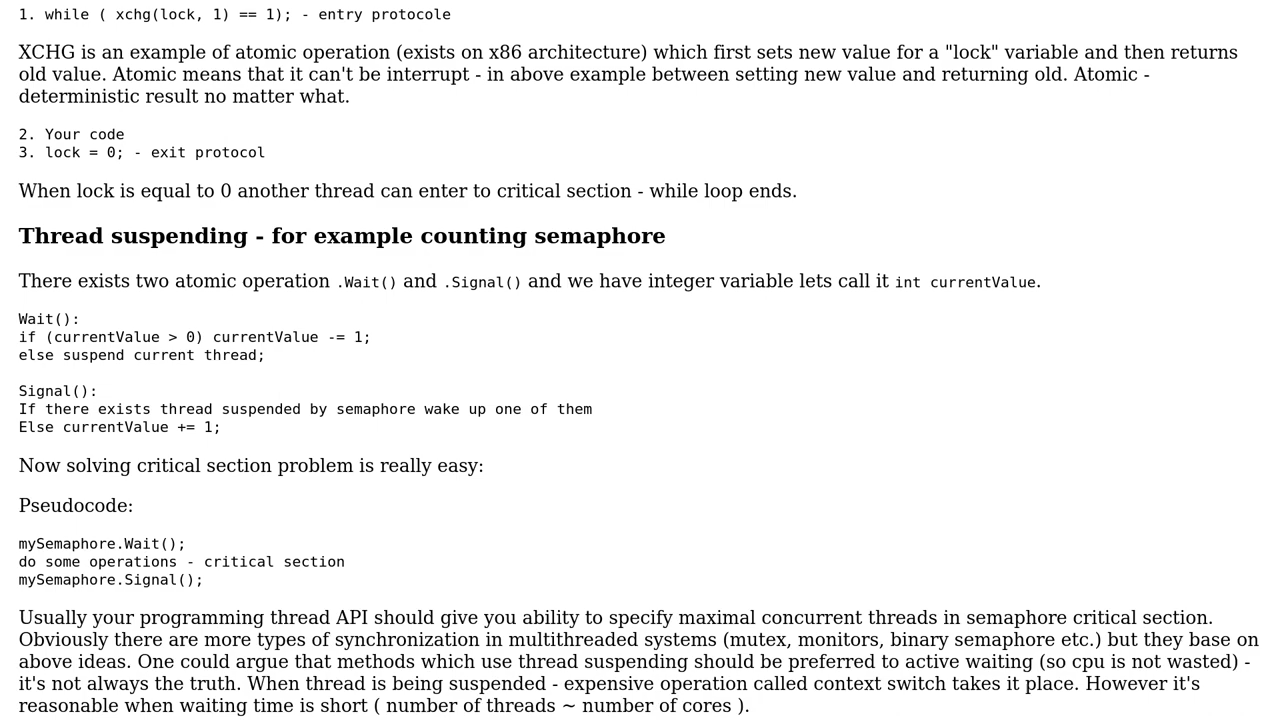 1. while ( xchg(lock, 1) == 1); - entry protocole
XCHG is an example of atomic operation (exists on x86 architecture) which first sets new value for a "lock" variable and then returns
old value. Atomic means that it can't be interrupt - in above example between setting new value and returning old. Atomic -
deterministic result no matter what.
2. Your code
3. lock = 0; - exit protocol
When lock is equal to 0 another thread can enter to critical section - while loop ends.
Thread suspending - for example counting semaphore
There exists two atomic operation .Wait() and .Signal() and we have integer variable lets call it int currentValue.
Wait():
if (currentValue > 0) currentValue -= 1;
else suspend current thread;
Signal():
If there exists thread suspended by semaphore wake up one of them
Else currentValue += 1;
Now solving critical section problem is really easy:
Pseudocode:
mySemaphore.Wait();
do some operations - critical section
mySemaphore.Signal();
Usually your programming thread API should give you ability to specify maximal concurrent threads in semaphore critical section.
Obviously there are more types of synchronization in multithreaded systems (mutex, monitors, binary semaphore etc.) but they base on
above ideas. One could argue that methods which use thread suspending should be preferred to active waiting (so cpu is not wasted) -
it's not always the truth. When thread is being suspended - expensive operation called context switch takes it place. However it's
reasonable when waiting time is short ( number of threads ~ number of cores ).